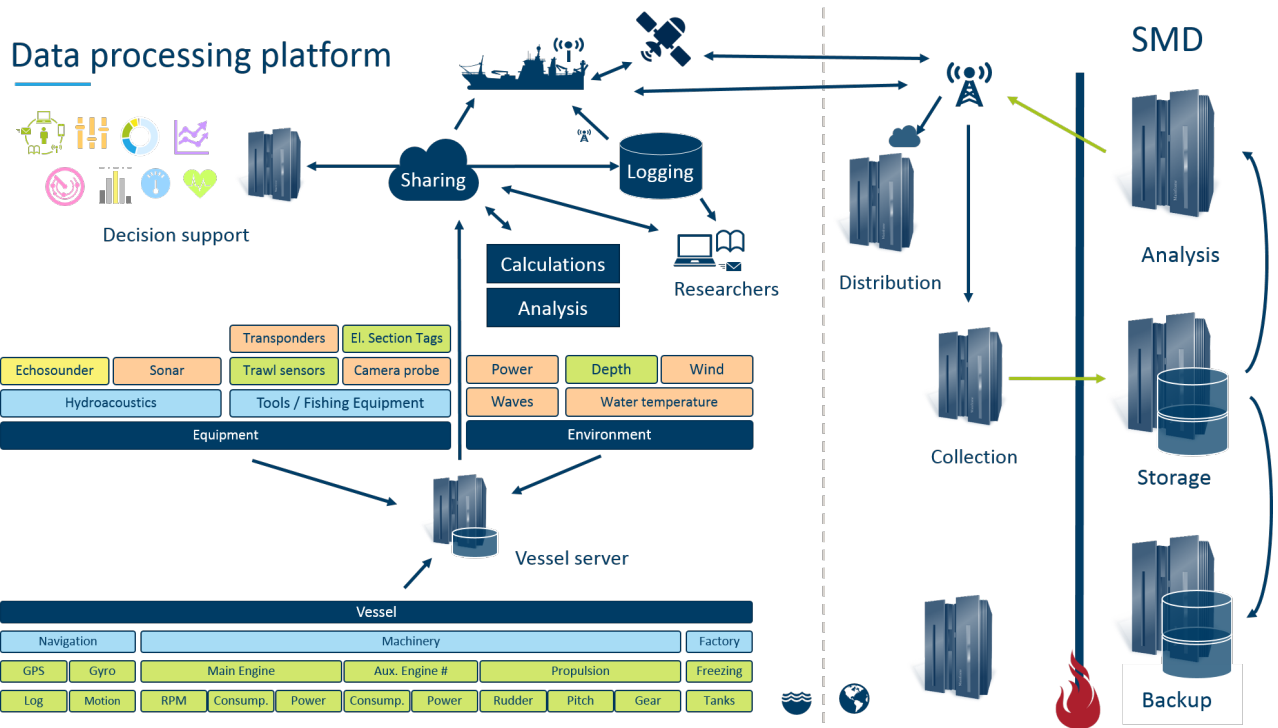 Data processing platform
SMD
Sharing
Logging
Decision support
Calculations
Analysis
Researchers
Distribution
Analysis
Transponders
El. Section Tags
Echosounder
Sonar
Trawl sensors
Camera probe
Power
Depth
Wind
Hydroacoustics
Tools / Fishing Equipment
Waves
Water temperature
Equipment
Environment
Collection
Storage
Vessel server
Vessel
Navigation
Machinery
Factory
GPS
Gyro
Main Engine
Aux. Engine #
Propulsion
Freezing
Log
Motion
RPM
Consump.
Power
Consump.
Power
Rudder
Pitch
Gear
Tanks
Backup